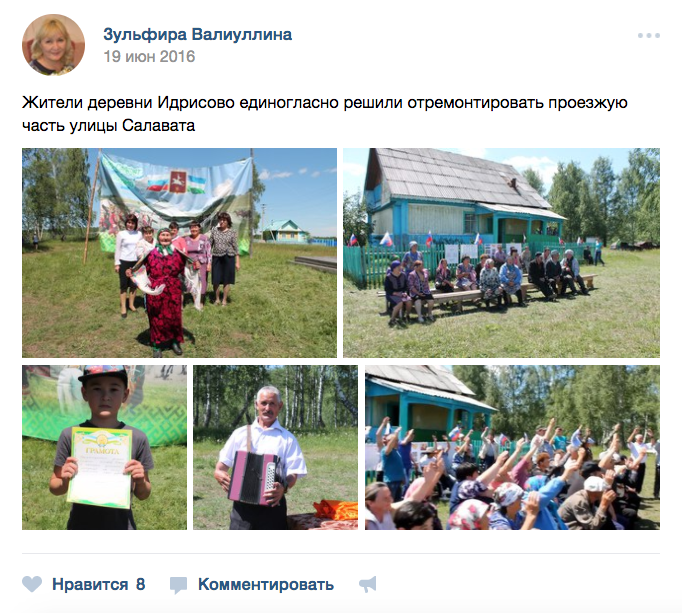 Зульфира Валиуллина
19 июн 2016
Жители деревни Идрисово единогласно решили отремонтировать проезжую
часть улицы Салавата
ГРАМОТА
Нравится 8
Комментировать